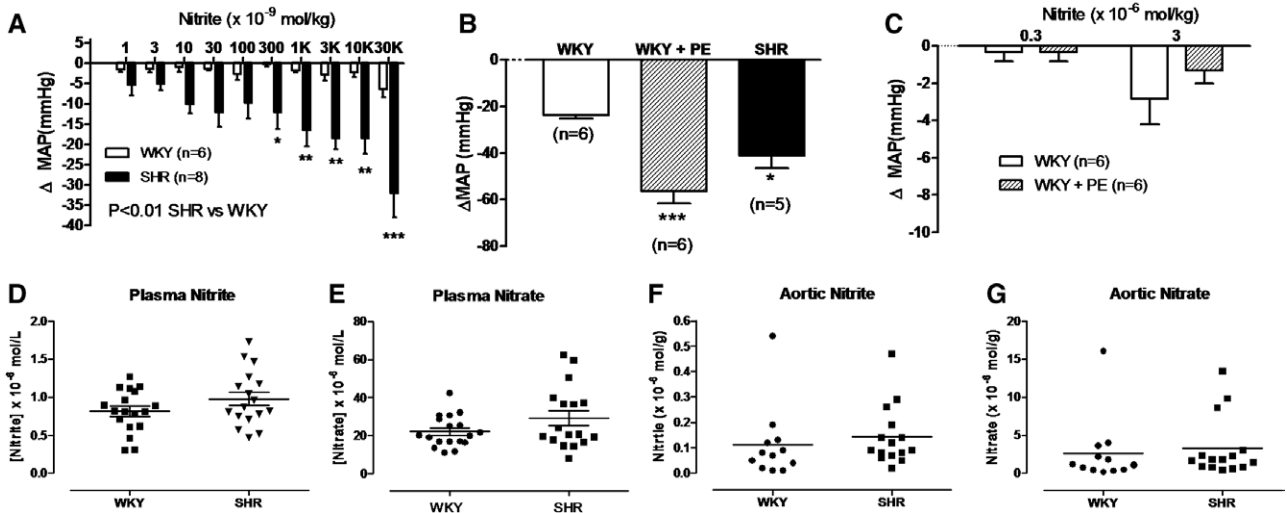 A
Nitrite (x 10⁻⁹ mol/kg)
1 3 10 30 100 300 1K 3K 10K 30K
Δ MAP(mmHg)
5
0
-5
-10
-15
-20
-25
-30
-35
-40
* ** ** ** ***
WKY (n=6)
SHR (n=8)
P<0.01 SHR vs WKY
B
WKY WKY + PE SHR
ΔMAP (mmHg)
0
-20
-40
-60
-80
(n=6)
***
(n=6)
*
(n=5)
C
Nitrite (x 10⁻⁶ mol/kg)
0.3 3
Δ MAP(mmHg)
0
-2
-4
-6
-8
-10
WKY (n=6)
WKY + PE (n=6)
D
Plasma Nitrite
[Nitrite] x 10⁻⁶ mol/L
2.0
1.5
1.0
0.5
0.0
WKY SHR
E
Plasma Nitrate
[Nitrate] x 10⁻⁶ mol/L
80
60
40
20
0
WKY SHR
F
Aortic Nitrite
Nitrtie (x 10⁻⁶ mol/g)
0.6
0.5
0.4
0.3
0.2
0.1
0.0
WKY SHR
G
Aortic Nitrate
Nitrate (x 10⁻⁶ mol/g)
20
15
10
5
0
WKY SHR